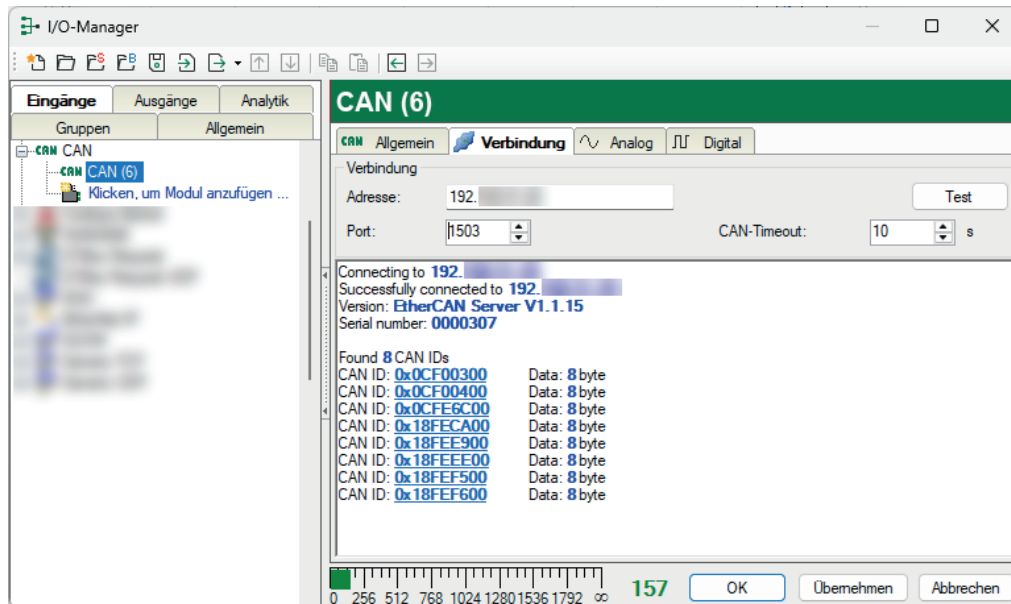 I/O-Manager
Eingänge Ausgänge Analytik
Gruppen Allgemein
CAN CAN
CAN CAN (6)
Klicken, um Modul anzufügen ...
CAN (6)
CAN Allgemein Verbindung Analog Digital
Verbindung
Adresse: 192. Test
Port: 1503 CAN-Timeout: 10 s
Connecting to 192.
Successfully connected to 192.
Version: EtherCAN Server V1.1.15
Serial number: 0000307
Found 8 CAN IDs
CAN ID: 0x0CF00300 Data: 8 byte
CAN ID: 0x0CF00400 Data: 8 byte
CAN ID: 0x0CFE6C00 Data: 8 byte
CAN ID: 0x18FECA00 Data: 8 byte
CAN ID: 0x18FEE900 Data: 8 byte
CAN ID: 0x18FEEE00 Data: 8 byte
CAN ID: 0x18FEF500 Data: 8 byte
CAN ID: 0x18FEF600 Data: 8 byte
0 256 512 768 1024 1280 1536 1792 ∞ 157 OK Übernehmen Abbrechen